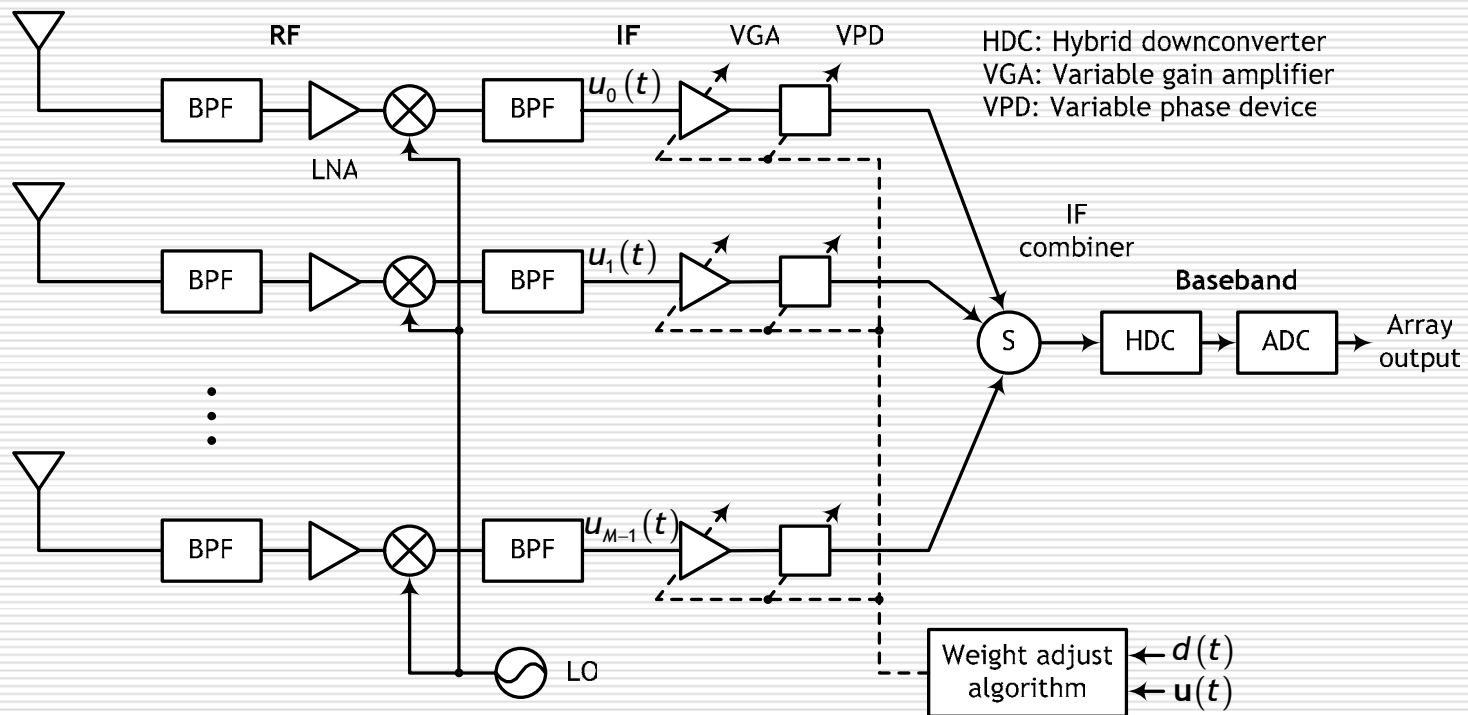 RF
IF
VGA
VPD
HDC: Hybrid downconverter
VGA: Variable gain amplifier
VPD: Variable phase device
BPF
BPF
u₀(t)
LNA
BPF
BPF
u₁(t)
IF
combiner
Baseband
S
HDC
ADC
Array
output
BPF
BPF
uM−1(t)
LO
Weight adjust
algorithm
d(t)
u(t)